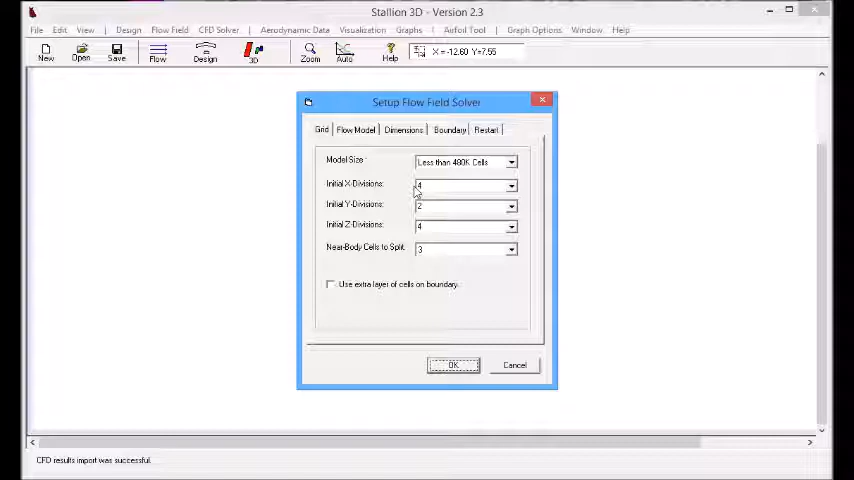 Stallion 3D - Version 2.3
File Edit View Design Flow Field CFD Solver Aerodynamic Data Visualization Graphs Airfoil Tool Graph Options Window Help
New Open Save Flow Design 3D Zoom Auto Help X = -12.60 Y=7.55
Setup Flow Field Solver
Grid Flow Model Dimensions Boundary Restart
Model Size : Less than 480K Cells
Initial X-Divisions: 4
Initial Y-Divisions: 2
Initial Z-Divisions: 4
Near-Body Cells to Split: 3
Use extra layer of cells on boundary.
OK Cancel
CFD results import was successful.